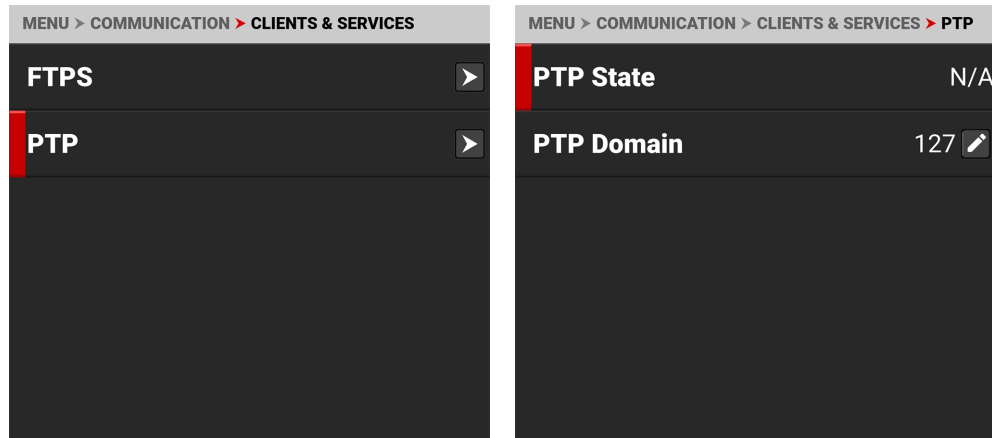 MENU > COMMUNICATION > CLIENTS & SERVICES
FTPS
PTP
MENU > COMMUNICATION > CLIENTS & SERVICES > PTP
PTP State N/A
PTP Domain 127